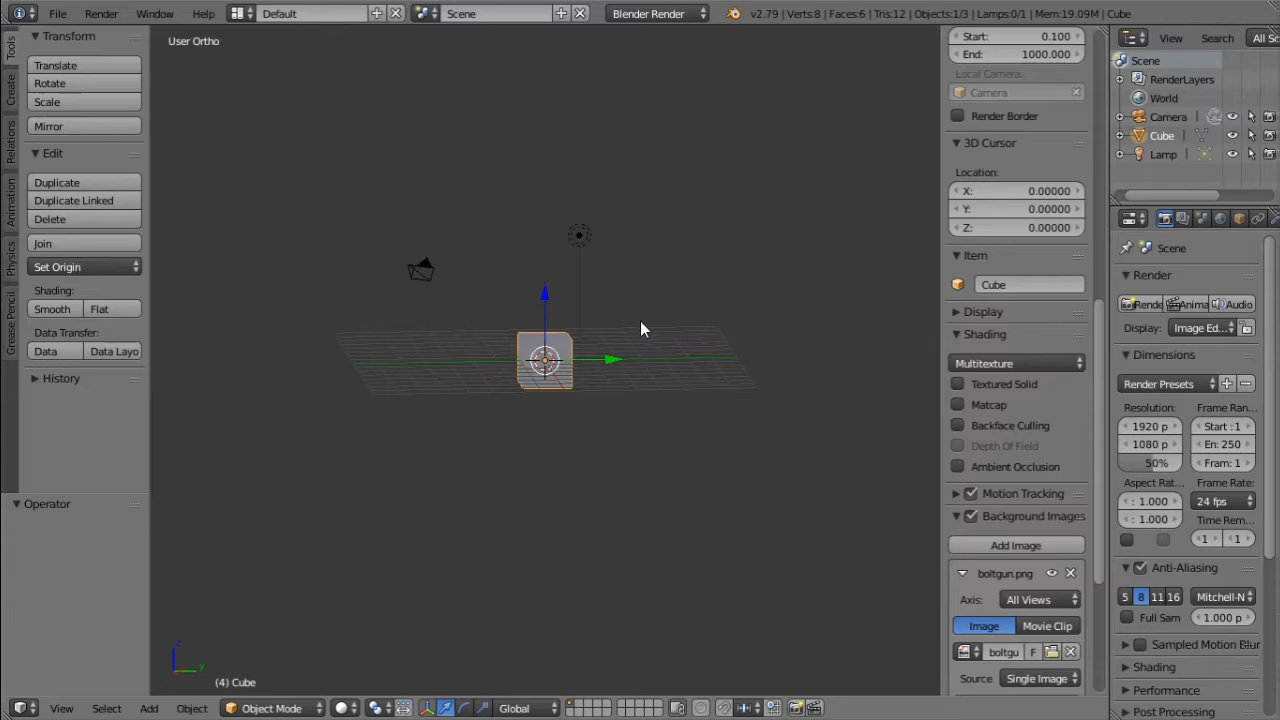 File Render Window Help Default Scene Blender Render v2.79 | Verts:8 | Faces:6 | Tris:12 | Objects:1/3 | Lamps:0/1 | Mem:19.09M | Cube
Tools
Create
Relations
Animation
Physics
Grease Pencil
Transform
Translate
Rotate
Scale
Mirror
Edit
Duplicate
Duplicate Linked
Delete
Join
Set Origin
Shading:
Smooth Flat
Data Transfer:
Data Data Layo
History
Operator
User Ortho
z
y
(4) Cube
Start: 0.100
End: 1000.000
Local Camera:
Camera
Render Border
3D Cursor
Location:
X: 0.00000
Y: 0.00000
Z: 0.00000
Item
Cube
Display
Shading
Multitexture
Textured Solid
Matcap
Backface Culling
Depth Of Field
Ambient Occlusion
Motion Tracking
Background Images
Add Image
boltgun.png
Axis: All Views
Image Movie Clip
boltgu F
Source Single Image
View Search All Sc
Scene
RenderLayers
World
Camera
Cube
Lamp
Scene
Render
Rende Anima Audio
Display: Image Ed...
Dimensions
Render Presets
Resolution: Frame Ran...
1920 p Start :1
1080 p En: 250
50% Fram: 1
Aspect Rat... Frame Rate:
: 1.000 24 fps
: 1.000 Time Rem...
1 1
Anti-Aliasing
5 8 11 16 Mitchell-N
Full Sam 1.000 p
Sampled Motion Blur
Shading
Performance
Post Processing
View Select Add Object Object Mode Global